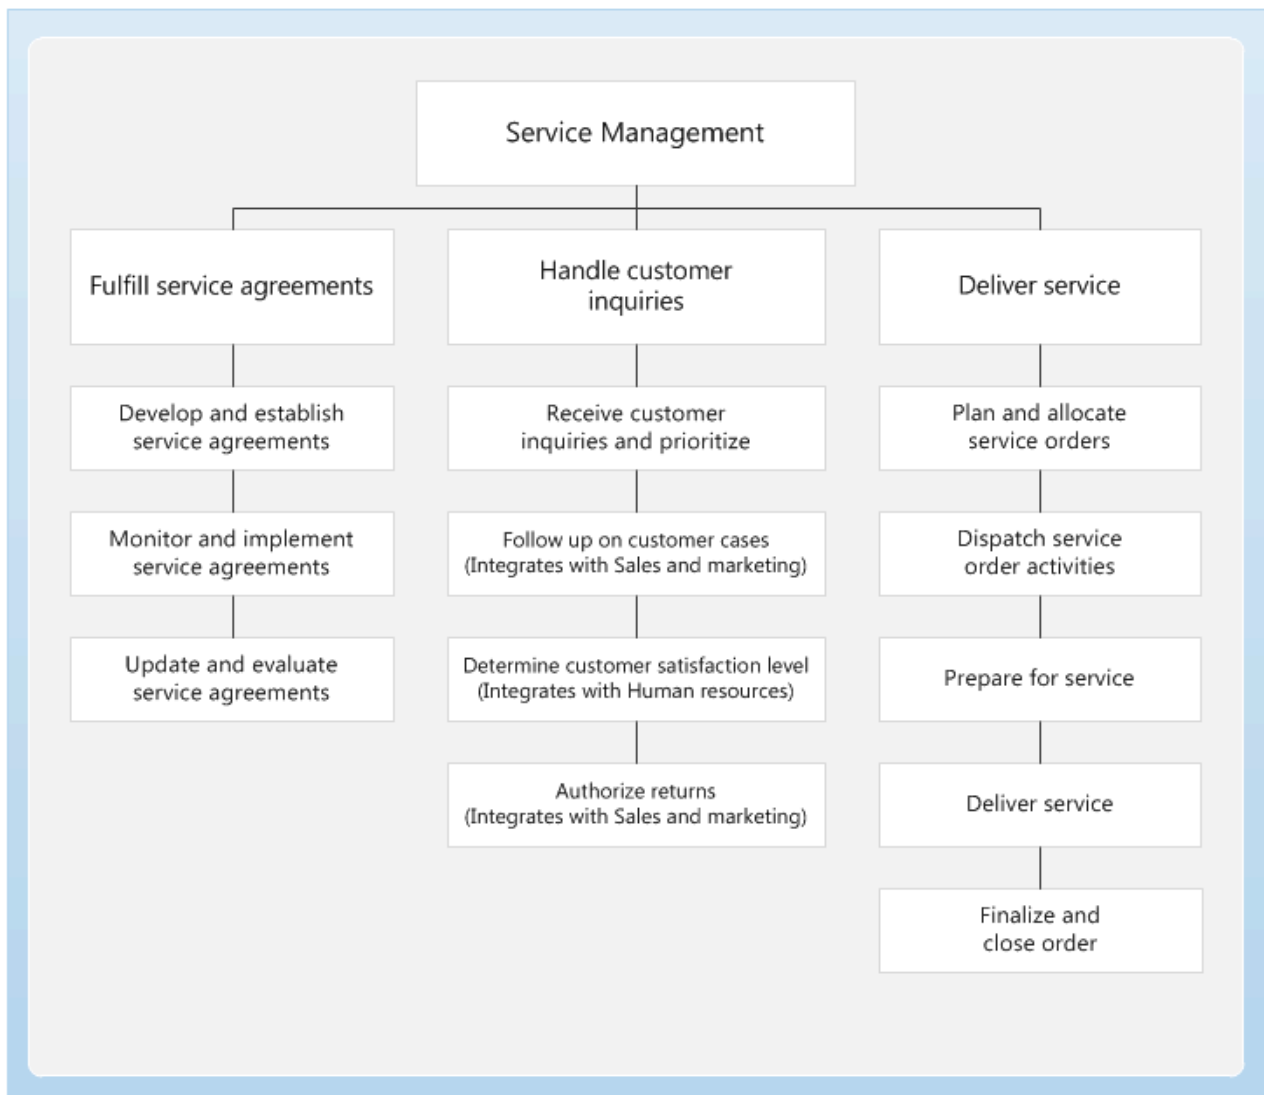 Service Management
Fulfill service agreements
Handle customer
inquiries
Deliver service
Develop and establish
service agreements
Receive customer
inquiries and prioritize
Plan and allocate
service orders
Monitor and implement
service agreements
Follow up on customer cases
(Integrates with Sales and marketing)
Dispatch service
order activities
Update and evaluate
service agreements
Determine customer satisfaction level
(Integrates with Human resources)
Prepare for service
Authorize returns
(Integrates with Sales and marketing)
Deliver service
Finalize and
close order